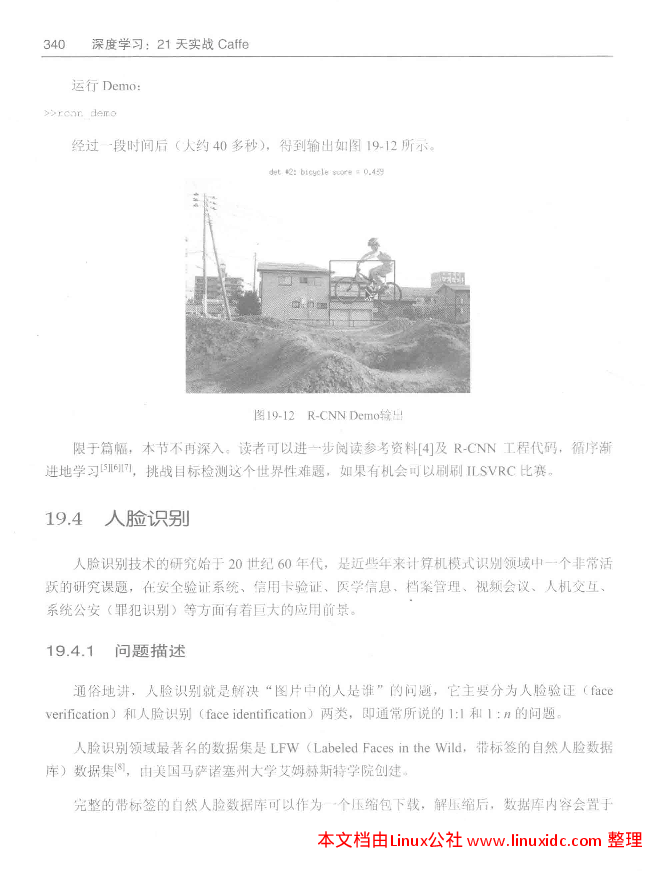 340 深度学习：21 天实战 Caffe
运行 Demo：
>>rcnn_demo
经过一段时间后（大约 40 多秒），得到输出如图 19-12 所示。
det #2: bicycle score = 0.489
图19-12 R-CNN Demo输出
限于篇幅，本节不再深入。读者可以进一步阅读参考资料[4]及 R-CNN 工程代码，循序渐
进地学习[5][6][7]，挑战目标检测这个世界性难题，如果有机会可以刷刷 ILSVRC 比赛。
19.4 人脸识别
人脸识别技术的研究始于 20 世纪 60 年代，是近些年来计算机模式识别领域中一个非常活
跃的研究课题，在安全验证系统、信用卡验证、医学信息、档案管理、视频会议、人机交互、
系统公安（罪犯识别）等方面有着巨大的应用前景。
19.4.1 问题描述
通俗地讲，人脸识别就是解决“图片中的人是谁”的问题，它主要分为人脸验证（face
verification）和人脸识别（face identification）两类，即通常所说的 1:1 和 1 : n 的问题。
人脸识别领域最著名的数据集是 LFW（Labeled Faces in the Wild，带标签的自然人脸数据
库）数据集[8]，由美国马萨诸塞州大学艾姆赫斯特学院创建。
完整的带标签的自然人脸数据库可以作为一个压缩包下载，解压缩后，数据库内容会置于
本文档由Linux公社 www.linuxidc.com 整理